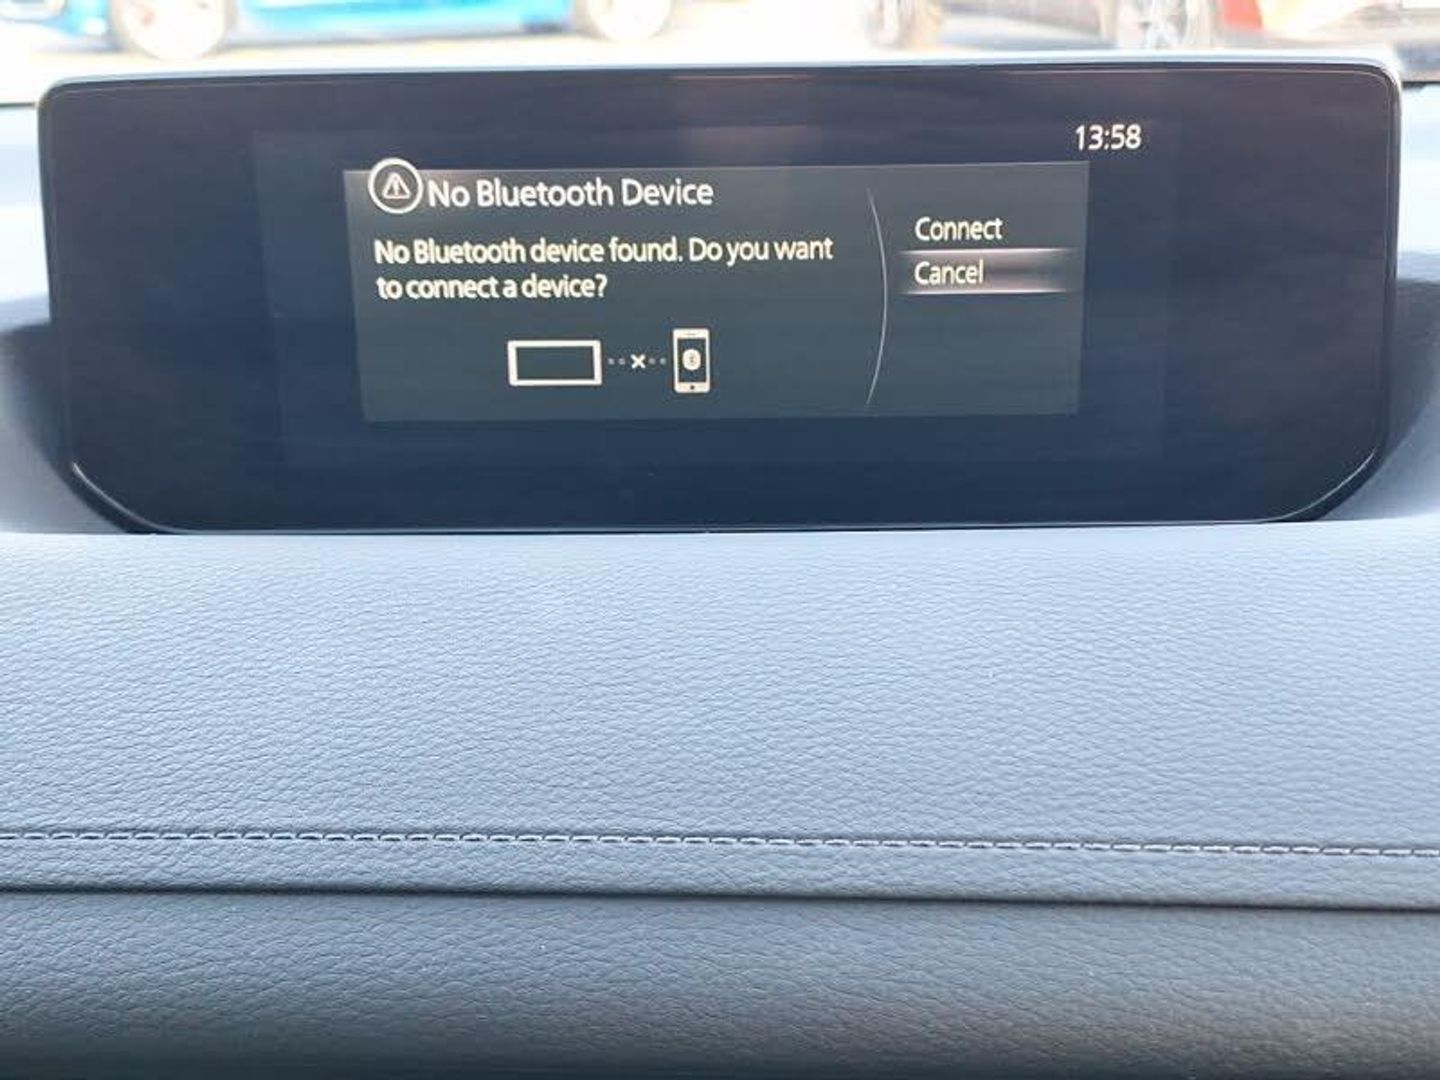 13:58
No Bluetooth Device
No Bluetooth device found. Do you want
to connect a device?
Connect
Cancel